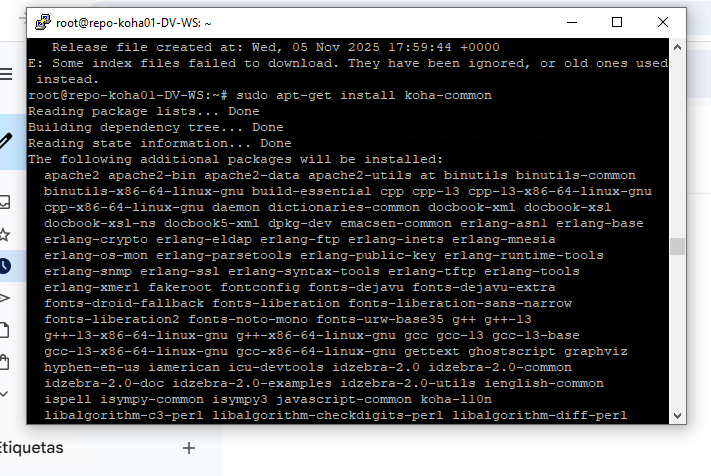 root@repo-koha01-DV-WS: ~
Release file created at: Wed, 05 Nov 2025 17:59:44 +0000
E: Some index files failed to download. They have been ignored, or old ones used
instead.
root@repo-koha01-DV-WS:~# sudo apt-get install koha-common
Reading package lists... Done
Building dependency tree... Done
Reading state information... Done
The following additional packages will be installed:
apache2 apache2-bin apache2-data apache2-utils at binutils binutils-common
binutils-x86-64-linux-gnu build-essential cpp cpp-13 cpp-13-x86-64-linux-gnu
cpp-x86-64-linux-gnu daemon dictionaries-common docbook-xml docbook-xsl
docbook-xsl-ns docbook5-xml dpkg-dev emacsen-common erlang-asn1 erlang-base
erlang-crypto erlang-eldap erlang-ftp erlang-inets erlang-mnesia
erlang-os-mon erlang-parsetools erlang-public-key erlang-runtime-tools
erlang-snmp erlang-ssl erlang-syntax-tools erlang-tftp erlang-tools
erlang-xmerl fakeroot fontconfig fonts-dejavu fonts-dejavu-extra
fonts-droid-fallback fonts-liberation fonts-liberation-sans-narrow
fonts-liberation2 fonts-noto-mono fonts-urw-base35 g++ g++-13
g++-13-x86-64-linux-gnu g++-x86-64-linux-gnu gcc gcc-13 gcc-13-base
gcc-13-x86-64-linux-gnu gcc-x86-64-linux-gnu gettext ghostscript graphviz
hyphen-en-us iamerican icu-devtools idzebra-2.0 idzebra-2.0-common
idzebra-2.0-doc idzebra-2.0-examples idzebra-2.0-utils ienglish-common
ispell isympy-common isympy3 javascript-common koha-l10n
libalgorithm-c3-perl libalgorithm-checkdigits-perl libalgorithm-diff-perl
Etiquetas